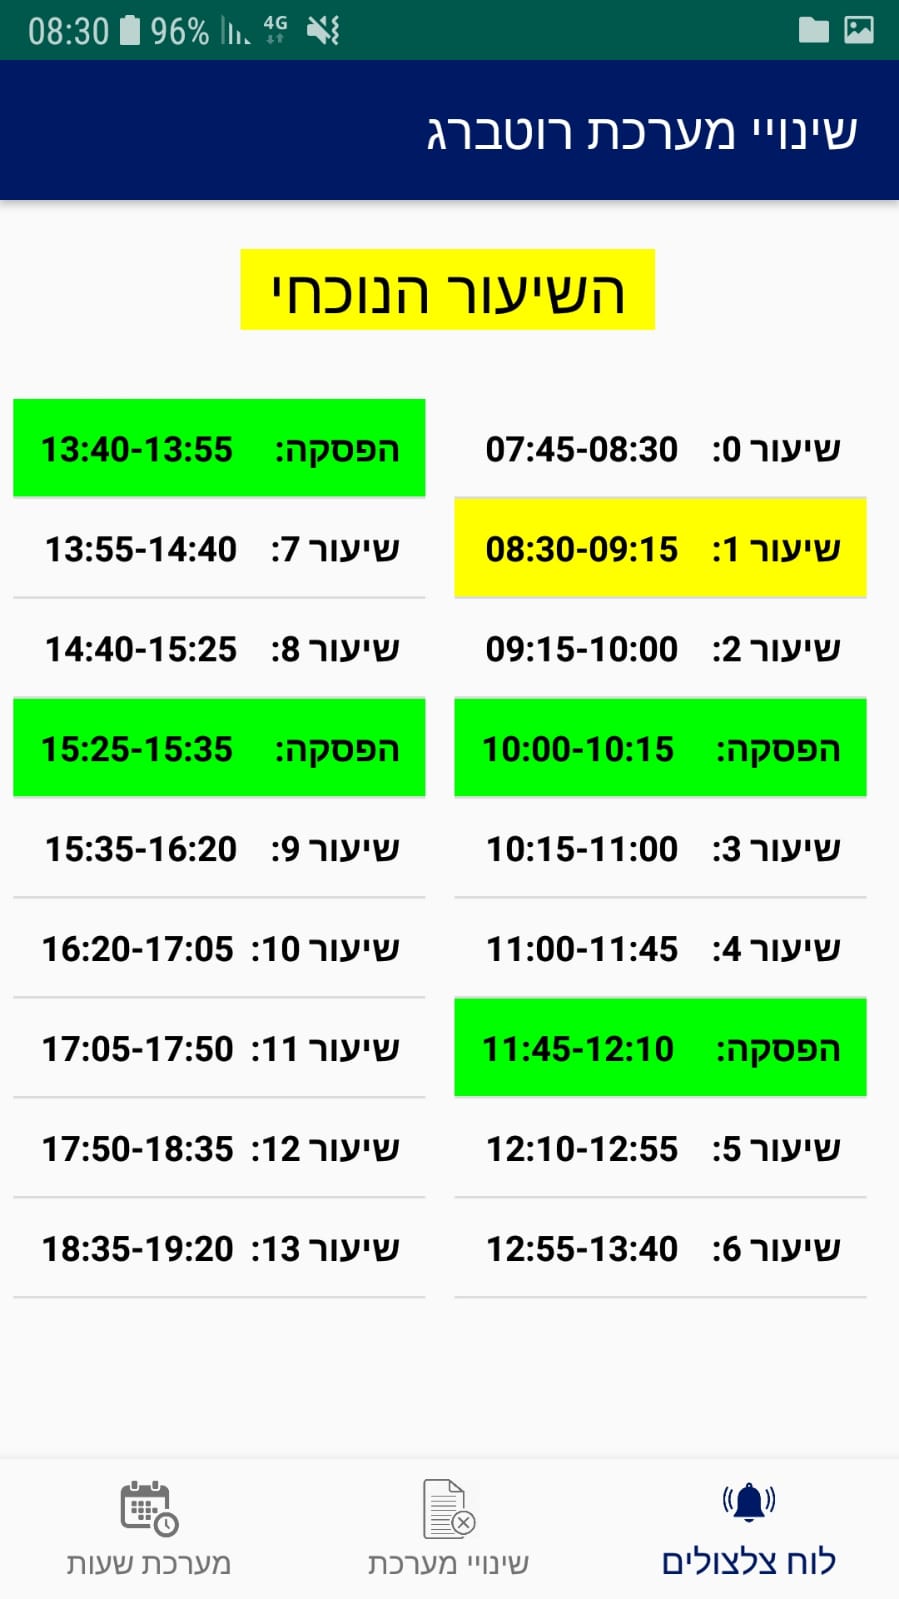 08:30 96% 4G
שינויי מערכת רוטברג
השיעור הנוכחי
שיעור 0: 07:45-08:30
שיעור 1: 08:30-09:15
שיעור 2: 09:15-10:00
הפסקה: 10:00-10:15
שיעור 3: 10:15-11:00
שיעור 4: 11:00-11:45
הפסקה: 11:45-12:10
שיעור 5: 12:10-12:55
שיעור 6: 12:55-13:40
הפסקה: 13:40-13:55
שיעור 7: 13:55-14:40
שיעור 8: 14:40-15:25
הפסקה: 15:25-15:35
שיעור 9: 15:35-16:20
שיעור 10: 16:20-17:05
שיעור 11: 17:05-17:50
שיעור 12: 17:50-18:35
שיעור 13: 18:35-19:20
לוח צלצולים
שינויי מערכת
מערכת שעות